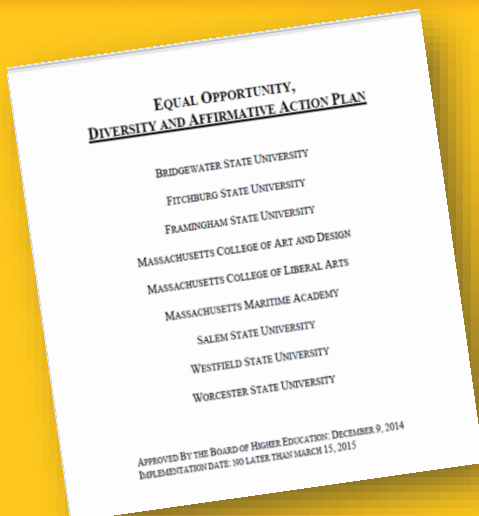 EQUAL OPPORTUNITY,
DIVERSITY AND AFFIRMATIVE ACTION PLAN
BRIDGEWATER STATE UNIVERSITY
FITCHBURG STATE UNIVERSITY
FRAMINGHAM STATE UNIVERSITY
MASSACHUSETTS COLLEGE OF ART AND DESIGN
MASSACHUSETTS COLLEGE OF LIBERAL ARTS
MASSACHUSETTS MARITIME ACADEMY
SALEM STATE UNIVERSITY
WESTFIELD STATE UNIVERSITY
WORCESTER STATE UNIVERSITY
APPROVED BY THE BOARD OF HIGHER EDUCATION: DECEMBER 9, 2014
IMPLEMENTATION DATE: NO LATER THAN MARCH 15, 2015